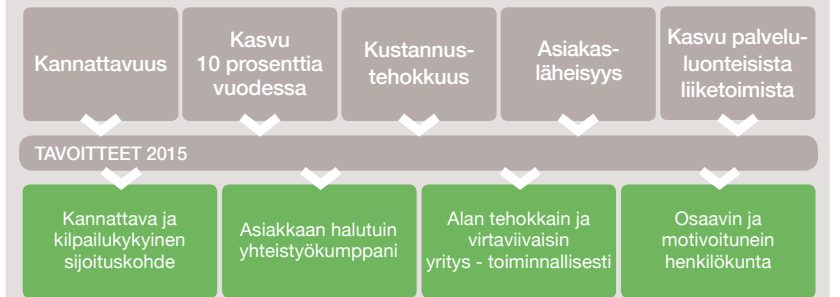 Kannattavuus
Kasvu
10 prosenttia
vuodessa
Kustannus-
tehokkuus
Asiakas-
läheisyys
Kasvu palvelu-
luonteisista
liiketoimista
TAVOITTEET 2015
Kannattava ja
kilpailukykyinen
sijoituskohde
Asiakkaan halutuin
yhteistyökumppani
Alan tehokkain ja
virtaviivaisin
yritys - toiminnallisesti
Osaavin ja
motivoitunein
henkilökunta